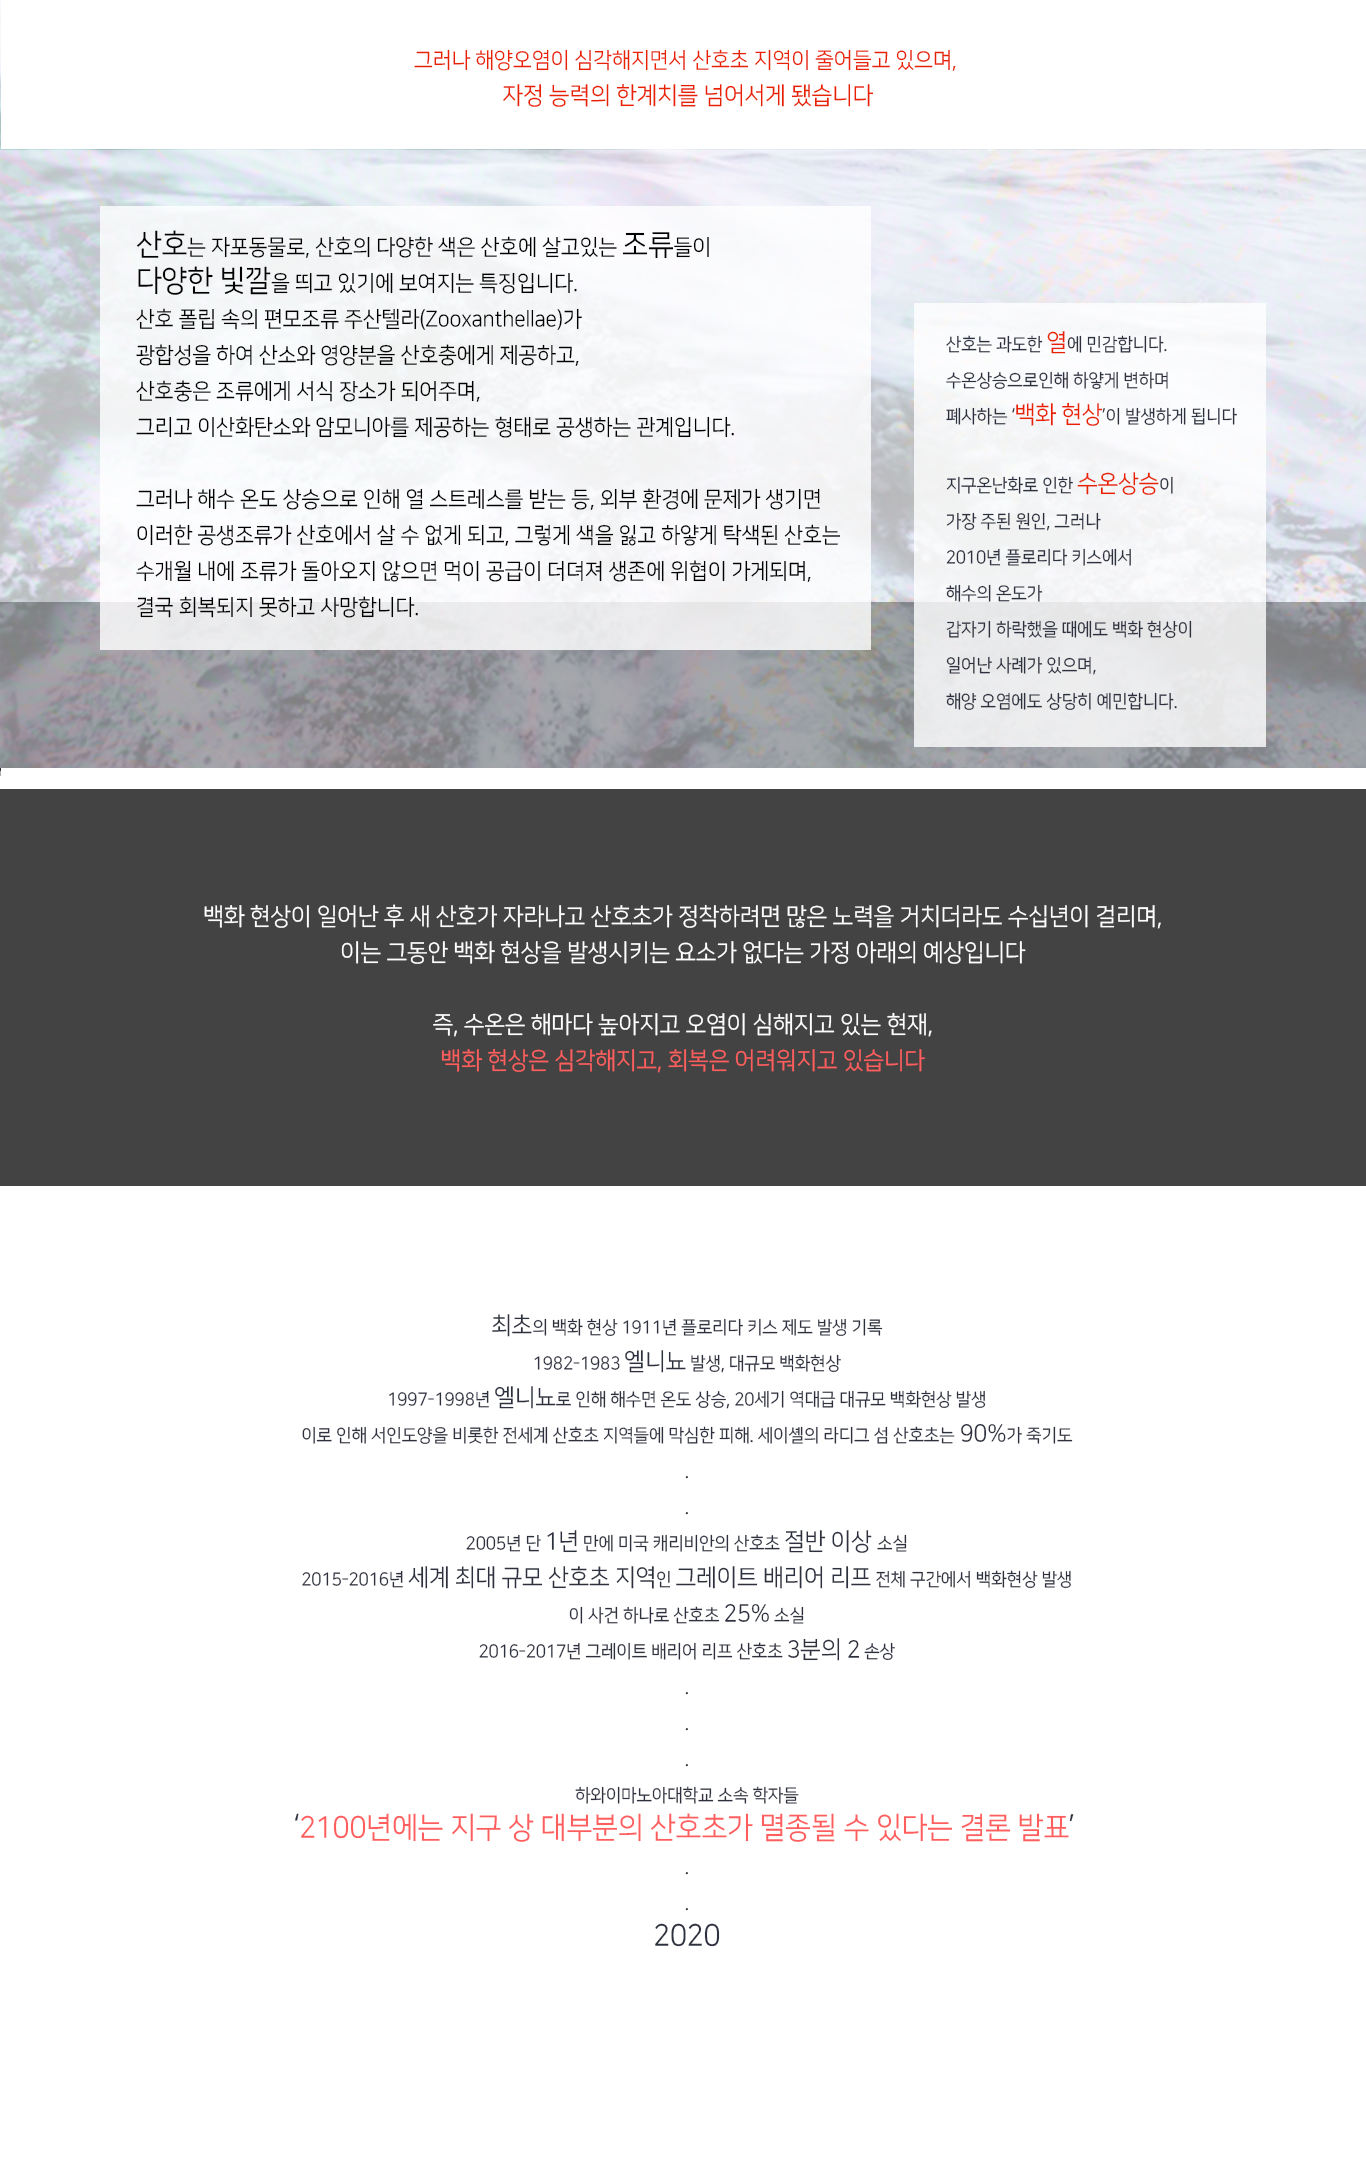 그러나 해양오염이 심각해지면서 산호초 지역이 줄어들고 있으며,
자정 능력의 한계치를 넘어서게 됐습니다
산호는 자포동물로, 산호의 다양한 색은 산호에 살고있는 조류들이
다양한 빛깔을 띄고 있기에 보여지는 특징입니다.
산호 폴립 속의 편모조류 주산텔라(Zooxanthellae)가
광합성을 하여 산소와 영양분을 산호충에게 제공하고,
산호충은 조류에게 서식 장소가 되어주며,
그리고 이산화탄소와 암모니아를 제공하는 형태로 공생하는 관계입니다.
그러나 해수 온도 상승으로 인해 열 스트레스를 받는 등, 외부 환경에 문제가 생기면
이러한 공생조류가 산호에서 살 수 없게 되고, 그렇게 색을 잃고 하얗게 탁색된 산호는
수개월 내에 조류가 돌아오지 않으면 먹이 공급이 더뎌져 생존에 위협이 가게되며,
결국 회복되지 못하고 사망합니다.
산호는 과도한 열에 민감합니다.
수온상승으로인해 하얗게 변하며
폐사하는 ‘백화 현상’이 발생하게 됩니다
지구온난화로 인한 수온상승이
가장 주된 원인, 그러나
2010년 플로리다 키스에서
해수의 온도가
갑자기 하락했을 때에도 백화 현상이
일어난 사례가 있으며,
해양 오염에도 상당히 예민합니다.
백화 현상이 일어난 후 새 산호가 자라나고 산호초가 정착하려면 많은 노력을 거치더라도 수십년이 걸리며,
이는 그동안 백화 현상을 발생시키는 요소가 없다는 가정 아래의 예상입니다
즉, 수온은 해마다 높아지고 오염이 심해지고 있는 현재,
백화 현상은 심각해지고, 회복은 어려워지고 있습니다
최초의 백화 현상 1911년 플로리다 키스 제도 발생 기록
1982-1983 엘니뇨 발생, 대규모 백화현상
1997-1998년 엘니뇨로 인해 해수면 온도 상승, 20세기 역대급 대규모 백화현상 발생
이로 인해 서인도양을 비롯한 전세계 산호초 지역들에 막심한 피해. 세이셸의 라디그 섬 산호초는 90%가 죽기도
.
.
2005년 단 1년 만에 미국 캐리비안의 산호초 절반 이상 소실
2015-2016년 세계 최대 규모 산호초 지역인 그레이트 배리어 리프 전체 구간에서 백화현상 발생
이 사건 하나로 산호초 25% 소실
2016-2017년 그레이트 배리어 리프 산호초 3분의 2 손상
.
.
.
하와이마노아대학교 소속 학자들
‘2100년에는 지구 상 대부분의 산호초가 멸종될 수 있다는 결론 발표’
.
.
2020